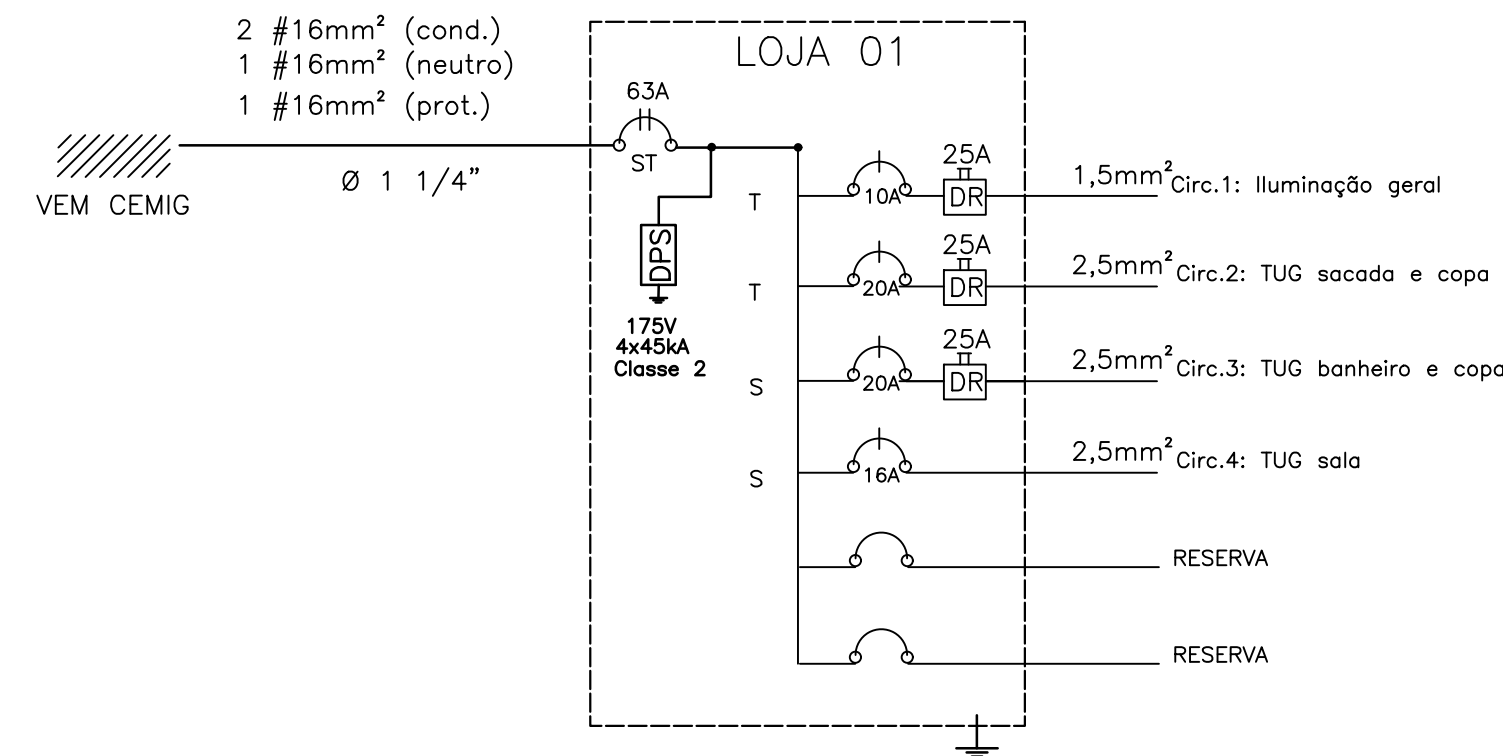 2 #16mm² (cond.)
1 #16mm² (neutro)
1 #16mm² (prot.)
Ø 1 1/4"
VEM CEMIG
LOJA 01
63A
ST
DPS
175V
4x45kA
Classe 2
T
10A
25A
DR
1,5mm² Circ.1: Iluminação geral
T
20A
25A
DR
2,5mm² Circ.2: TUG sacada e copa
S
20A
25A
DR
2,5mm² Circ.3: TUG banheiro e copa
S
16A
2,5mm² Circ.4: TUG sala
RESERVA
RESERVA